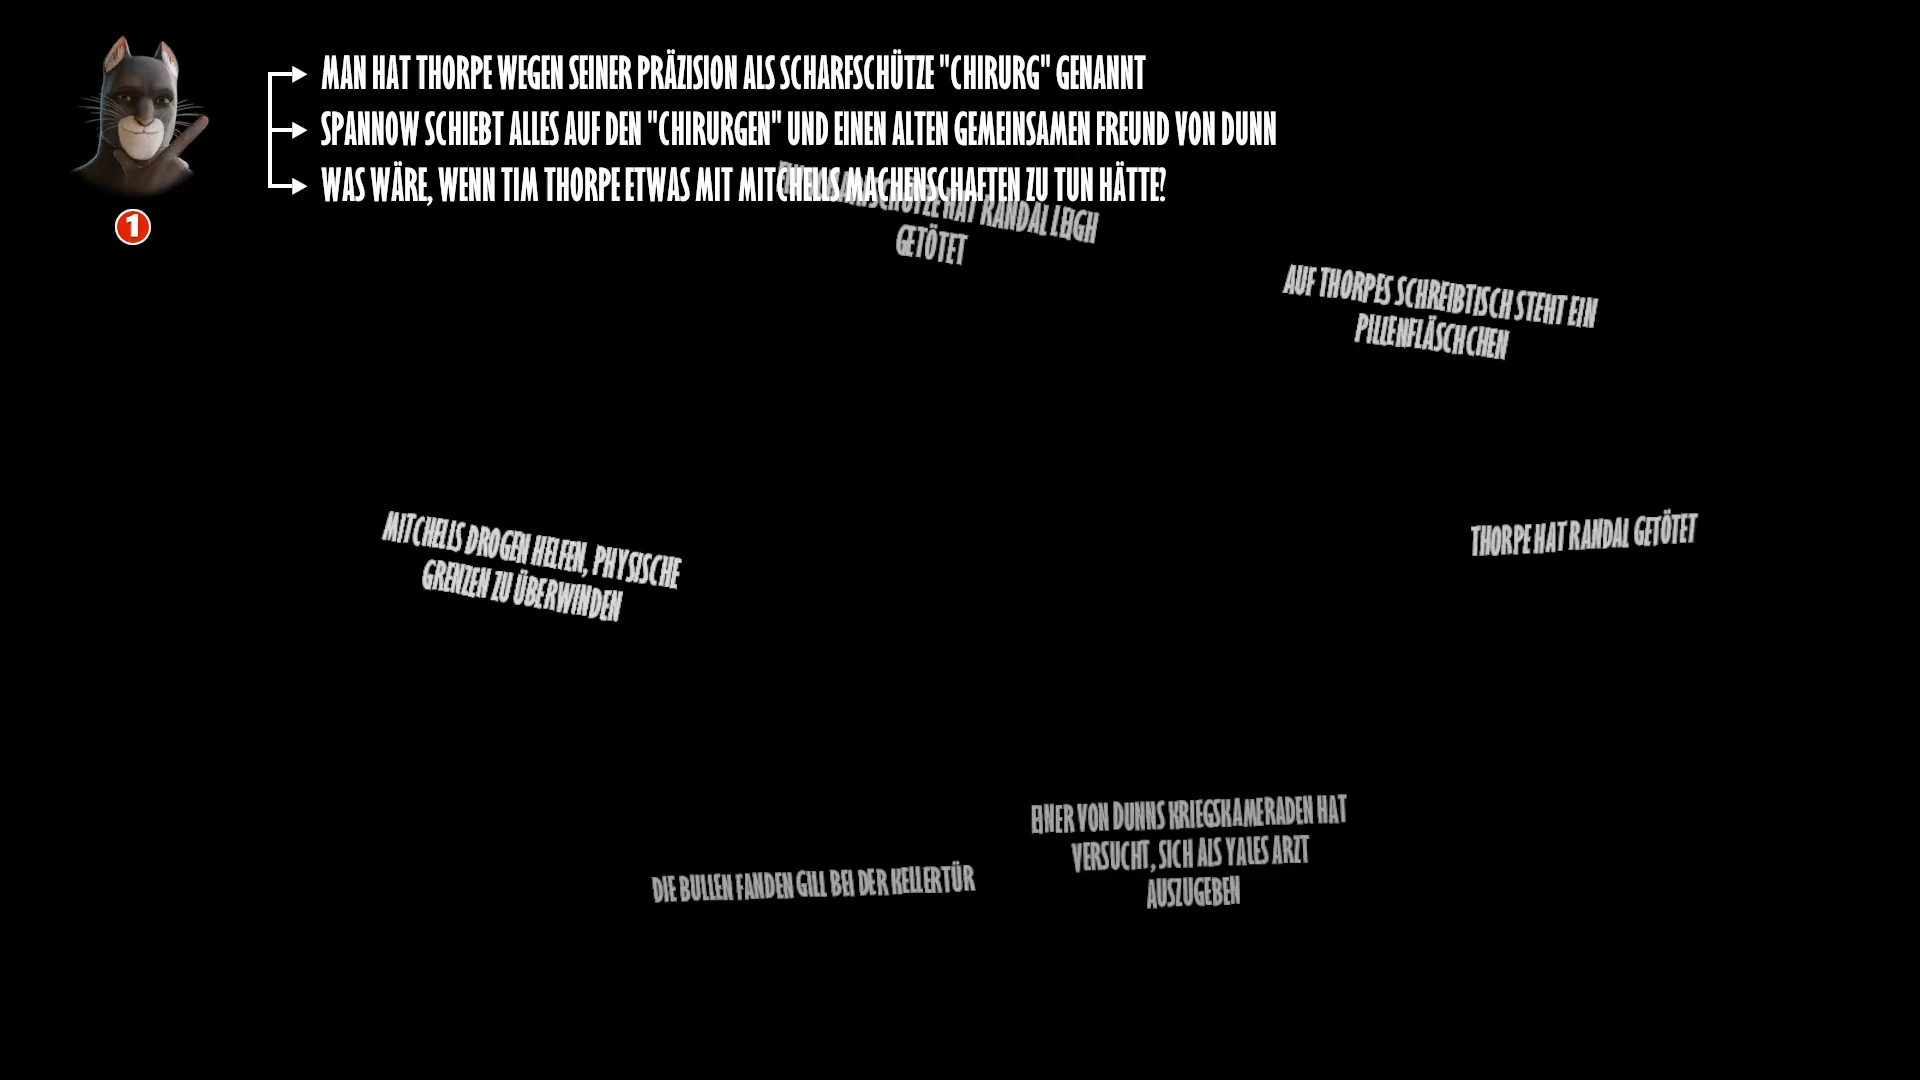 MAN HAT THORPE WEGEN SEINER PRÄZISION ALS SCHARFSCHÜTZE "CHIRURG" GENANNT
SPANNOW SCHIEBT ALLES AUF DEN "CHIRURGEN" UND EINEN ALTEN GEMEINSAMEN FREUND VON DUNN
WAS WÄRE, WENN TIM THORPE ETWAS MIT MITCHELLS MACHENSCHAFTEN ZU TUN HÄTTE?
1
HAT RANDAL LEIGH
GETÖTET
AUF THORPES SCHREIBTISCH STEHT EIN
PILLENFLÄSCHCHEN
MITCHELLS DROGEN HELFEN, PHYSISCHE
GRENZEN ZU ÜBERWINDEN
THORPE HAT RANDAL GETÖTET
EINER VON DUNNS KRIEGSKAMERADEN HAT
VERSUCHT, SICH ALS YALES ARZT
AUSZUGEBEN
DIE BULLEN FANDEN GILL BEI DER KELLERTÜR